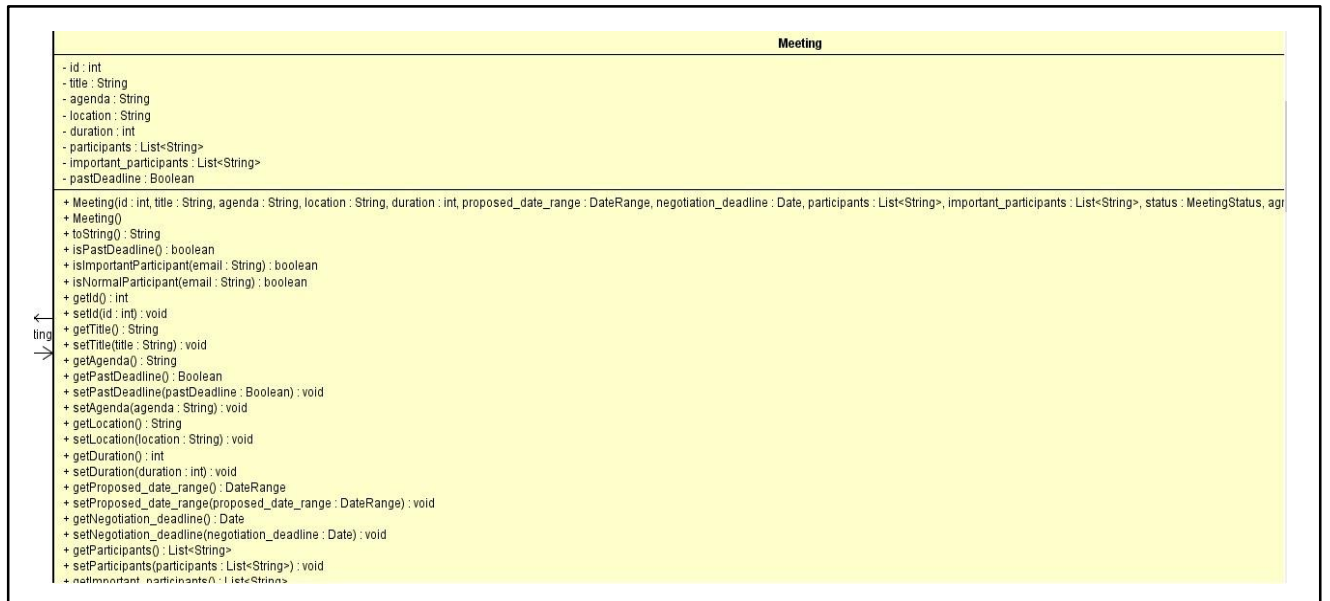 Meeting
- id : int
- title : String
- agenda : String
- location : String
- duration : int
- participants : List<String>
- important_participants : List<String>
- pastDeadline : Boolean
+ Meeting(id : int, title : String, agenda : String, location : String, duration : int, proposed_date_range : DateRange, negotiation_deadline : Date, participants : List<String>, important_participants : List<String>, status : MeetingStatus, agr
+ Meeting()
+ toString() : String
+ isPastDeadline() : boolean
+ isImportantParticipant(email : String) : boolean
+ isNormalParticipant(email : String) : boolean
+ getId() : int
+ setId(id : int) : void
ting
+ getTitle() : String
+ setTitle(title : String) : void
+ getAgenda() : String
+ getPastDeadline() : Boolean
+ setPastDeadline(pastDeadline : Boolean) : void
+ setAgenda(agenda : String) : void
+ getLocation() : String
+ setLocation(location : String) : void
+ getDuration() : int
+ setDuration(duration : int) : void
+ getProposed_date_range() : DateRange
+ setProposed_date_range(proposed_date_range : DateRange) : void
+ getNegotiation_deadline() : Date
+ setNegotiation_deadline(negotiation_deadline : Date) : void
+ getParticipants() : List<String>
+ setParticipants(participants : List<String>) : void
+ getImportant_participants() : List<String>